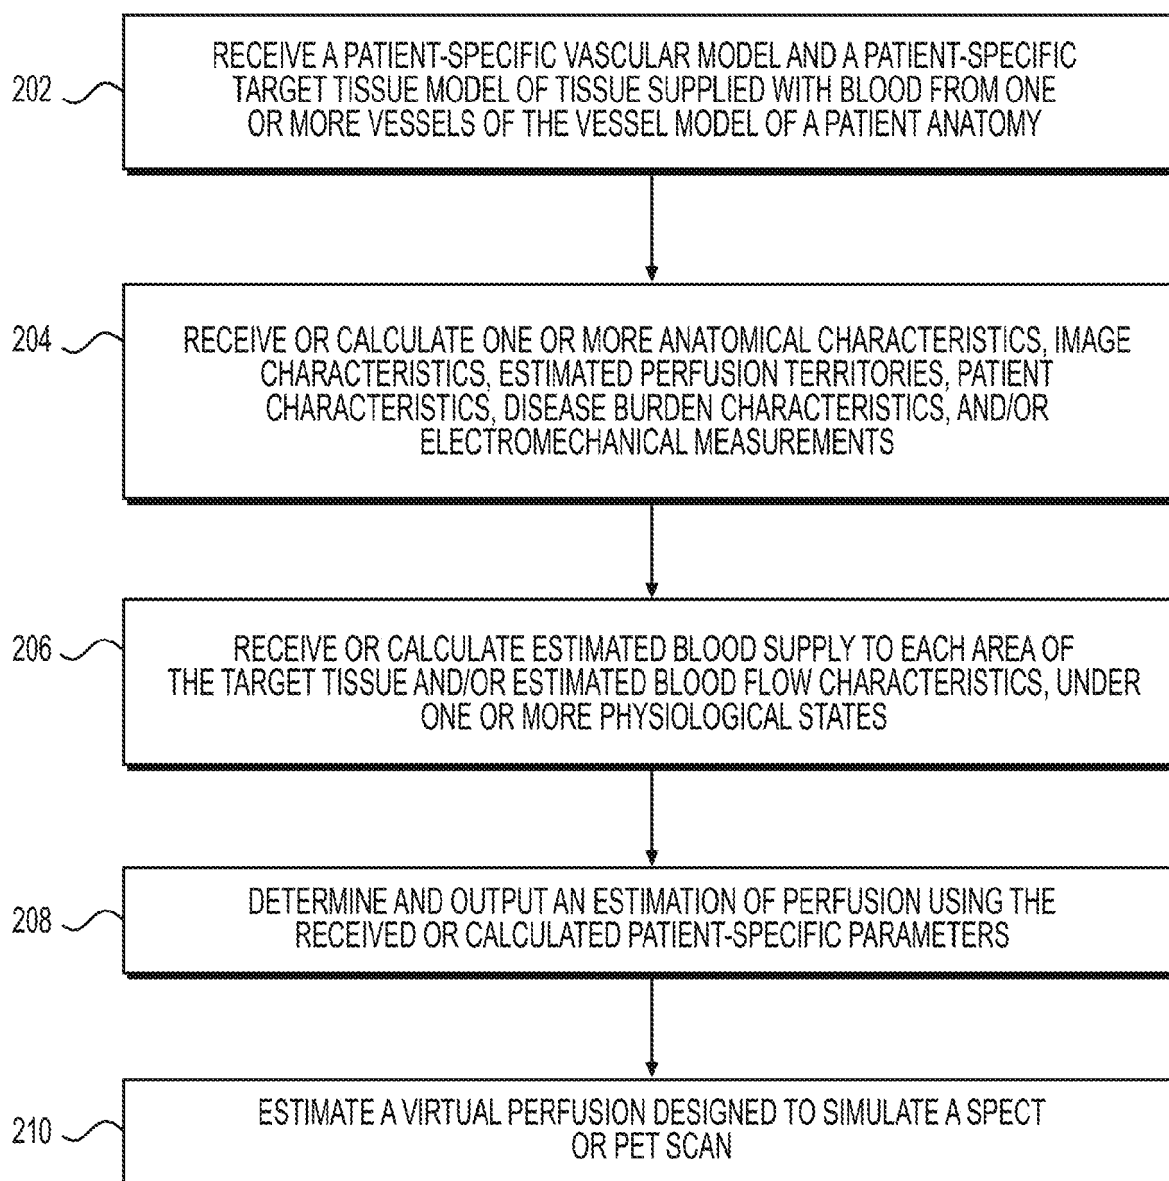 202
RECEIVE A PATIENT-SPECIFIC VASCULAR MODEL AND A PATIENT-SPECIFIC
TARGET TISSUE MODEL OF TISSUE SUPPLIED WITH BLOOD FROM ONE
OR MORE VESSELS OF THE VESSEL MODEL OF A PATIENT ANATOMY
204
RECEIVE OR CALCULATE ONE OR MORE ANATOMICAL CHARACTERISTICS, IMAGE
CHARACTERISTICS, ESTIMATED PERFUSION TERRITORIES, PATIENT
CHARACTERISTICS, DISEASE BURDEN CHARACTERISTICS, AND/OR
ELECTROMECHANICAL MEASUREMENTS
206
RECEIVE OR CALCULATE ESTIMATED BLOOD SUPPLY TO EACH AREA OF
THE TARGET TISSUE AND/OR ESTIMATED BLOOD FLOW CHARACTERISTICS, UNDER
ONE OR MORE PHYSIOLOGICAL STATES
208
DETERMINE AND OUTPUT AN ESTIMATION OF PERFUSION USING THE
RECEIVED OR CALCULATED PATIENT-SPECIFIC PARAMETERS
210
ESTIMATE A VIRTUAL PERFUSION DESIGNED TO SIMULATE A SPECT
OR PET SCAN